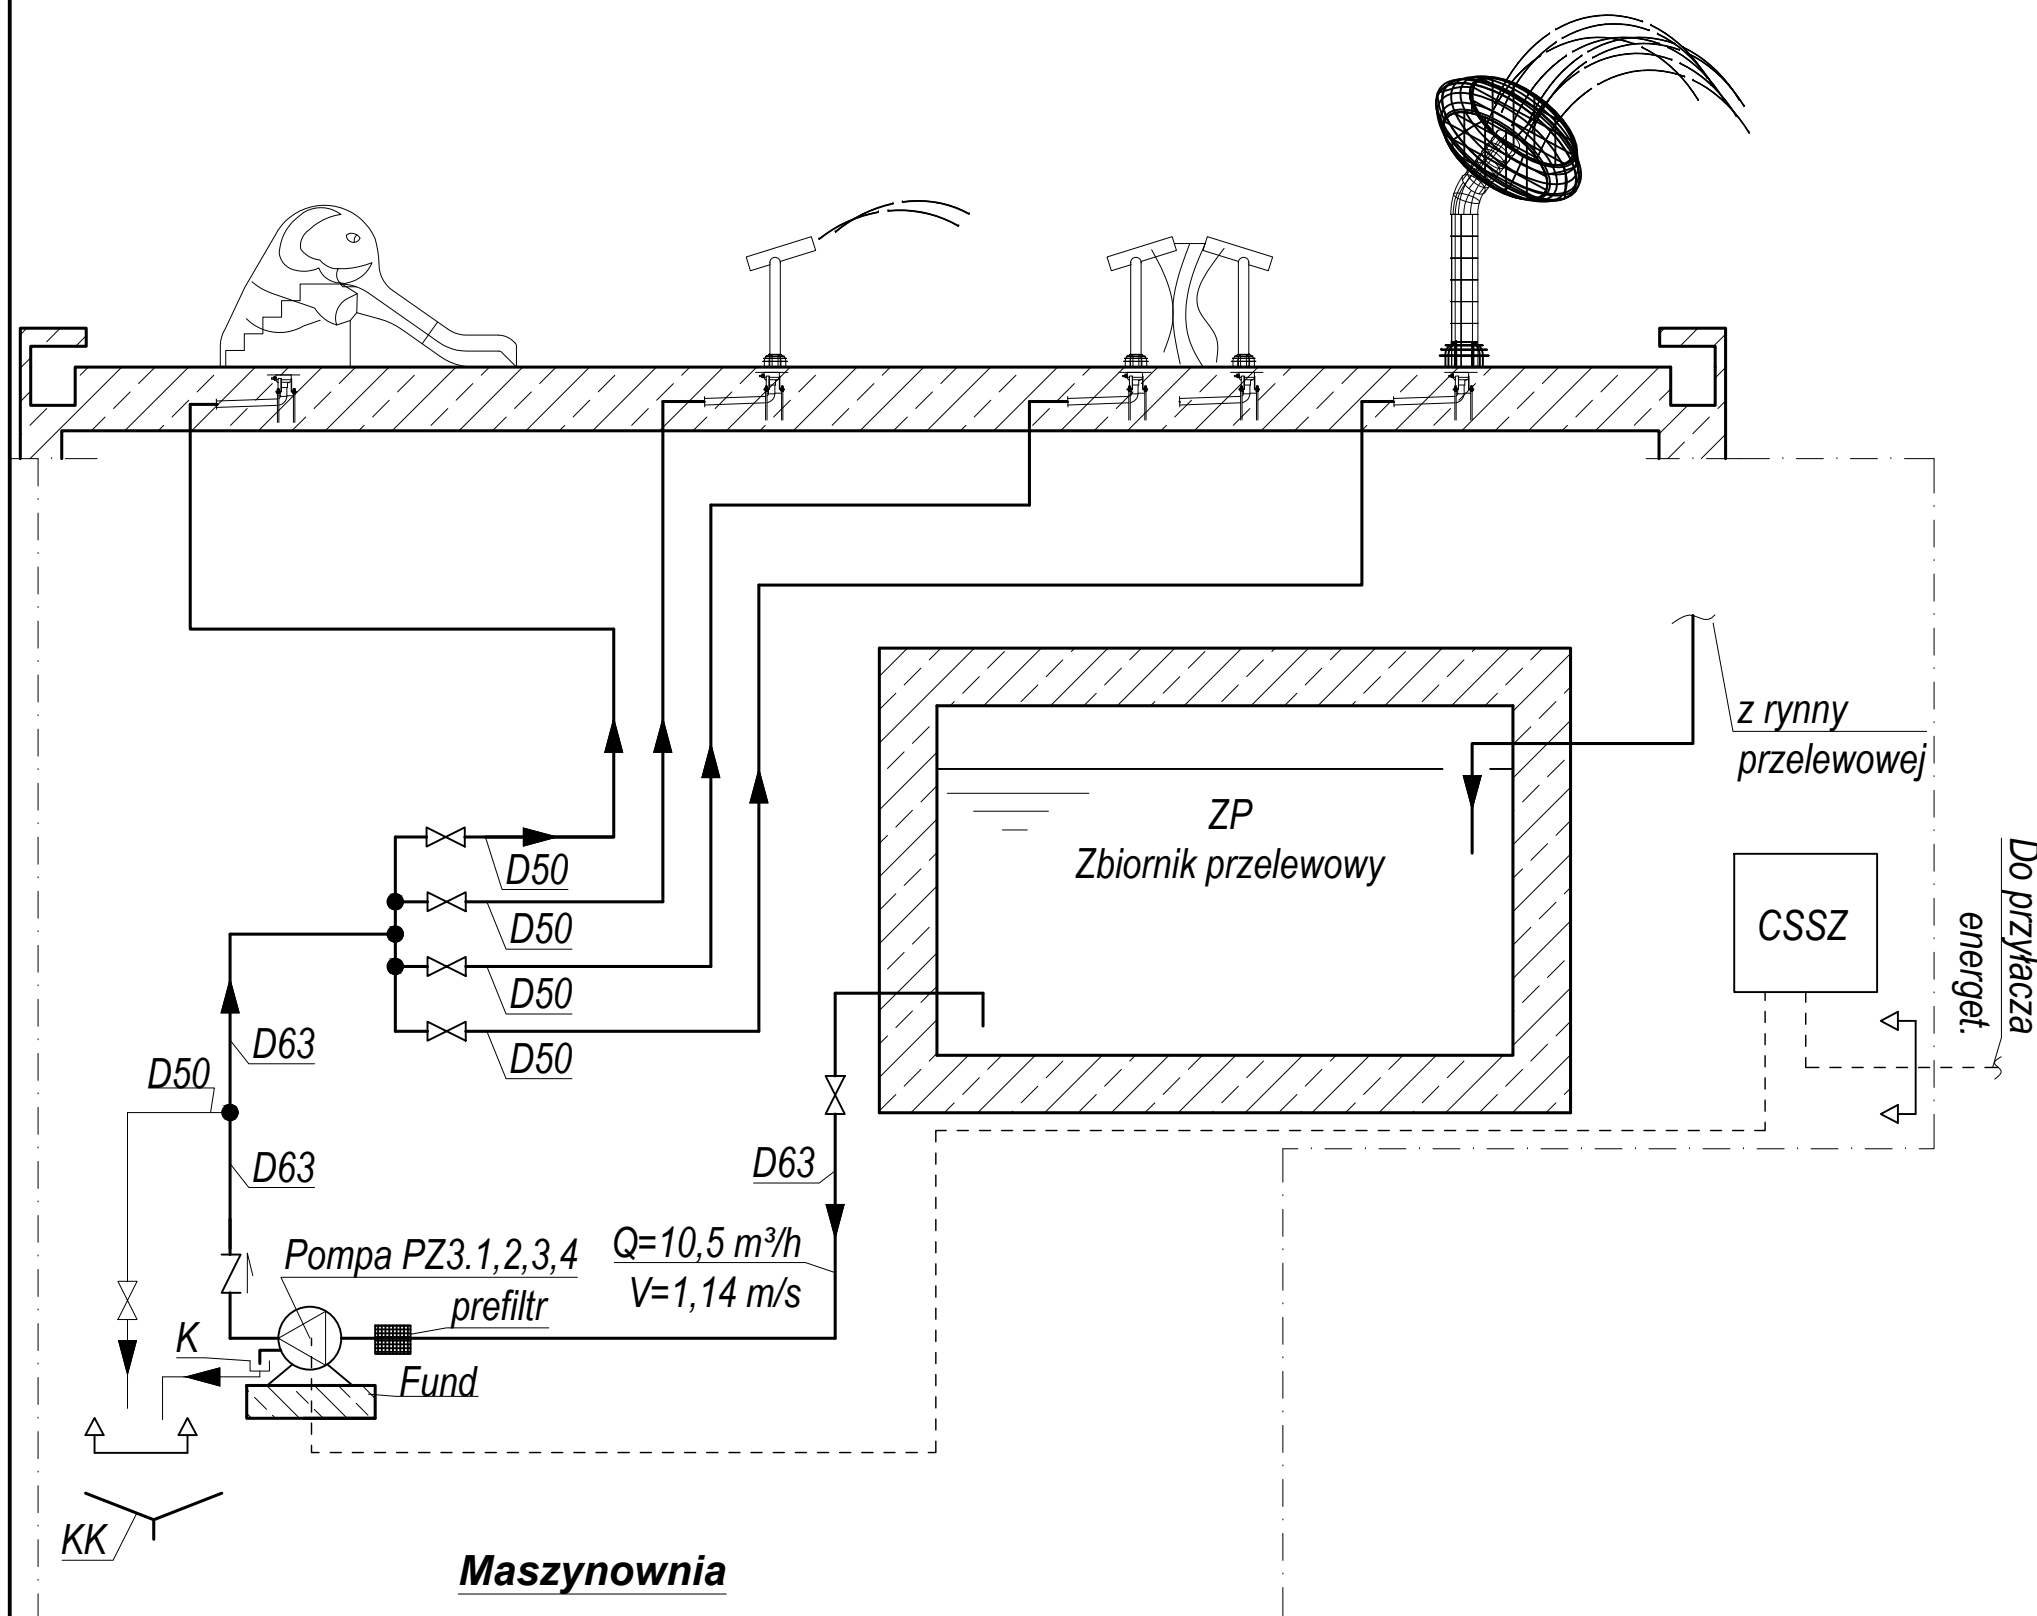 z rynny
przelewowej
ZP
Zbiornik przelewowy
D50
D50
D50
D50
CSSZ
Do przyłacza
energet.
D63
D50
D63
D63
Q=10,5 m³/h
V=1,14 m/s
Pompa PZ3.1,2,3,4
prefiltr
K
Fund
KK
Maszynownia